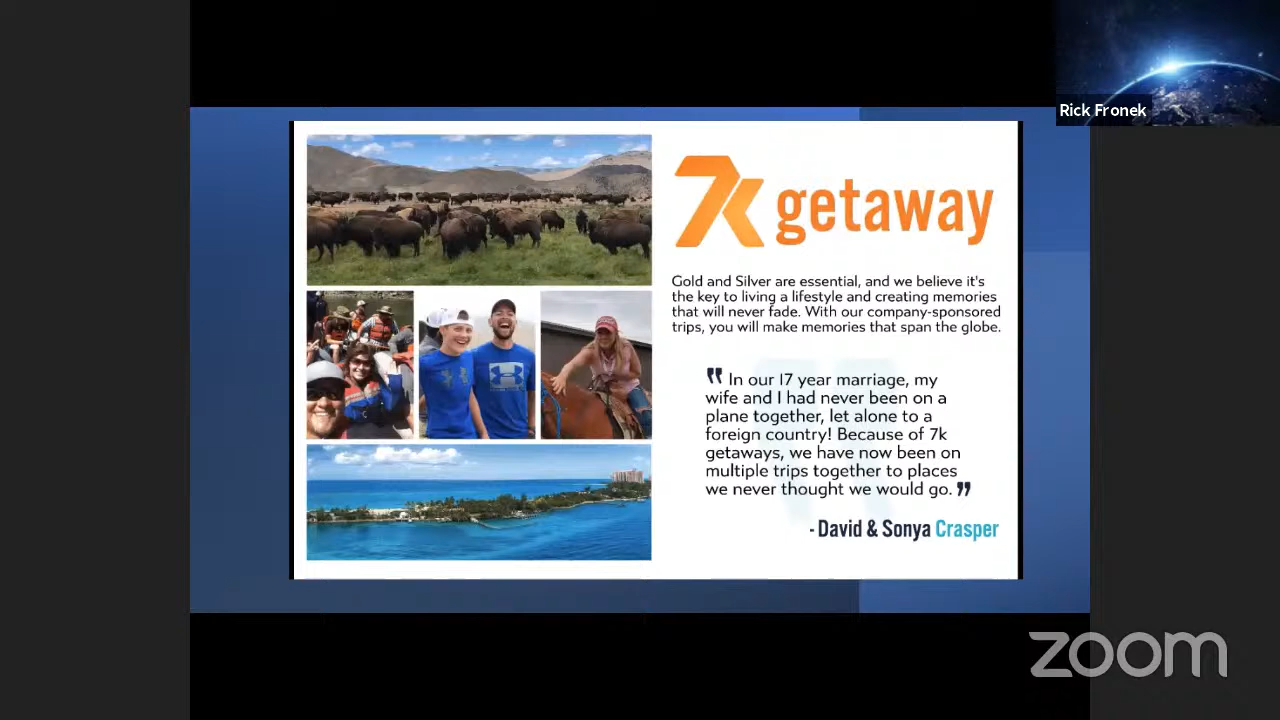 Rick Fronek
7k getaway
Gold and Silver are essential, and we believe it's
the key to living a lifestyle and creating memories
that will never fade. With our company-sponsored
trips, you will make memories that span the globe.
" In our 17 year marriage, my
wife and I had never been on a
plane together, let alone to a
foreign country! Because of 7k
getaways, we have now been on
multiple trips together to places
we never thought we would go. "
- David & Sonya Crasper
zoom